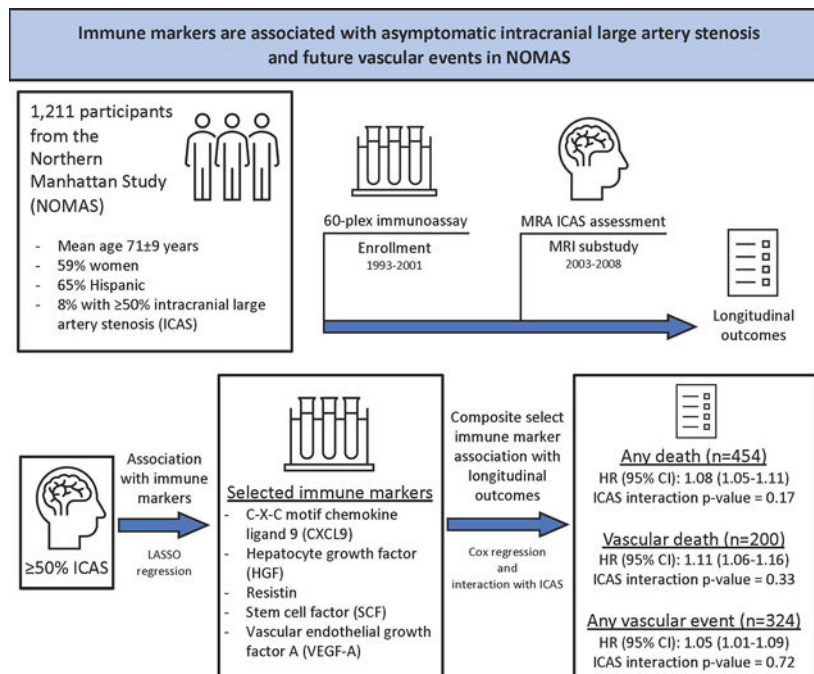 Immune markers are associated with asymptomatic intracranial large artery stenosis
and future vascular events in NOMAS
1,211 participants
from the
Northern
Manhattan Study
(NOMAS)
- Mean age 71±9 years
- 59% women
- 65% Hispanic
- 8% with ≥50% intracranial large
artery stenosis (ICAS)
60-plex immunoassay
Enrollment
1993-2001
MRA ICAS assessment
MRI substudy
2003-2008
Longitudinal
outcomes
≥50% ICAS
Association
with immune
markers
LASSO
regression
Selected immune markers
- C-X-C motif chemokine
ligand 9 (CXCL9)
- Hepatocyte growth factor
(HGF)
- Resistin
- Stem cell factor (SCF)
- Vascular endothelial growth
factor A (VEGF-A)
Composite select
immune marker
association with
longitudinal
outcomes
Cox regression
and
interaction with ICAS
Any death (n=454)
HR (95% CI): 1.08 (1.05-1.11)
ICAS interaction p-value = 0.17
Vascular death (n=200)
HR (95% CI): 1.11 (1.06-1.16)
ICAS interaction p-value = 0.33
Any vascular event (n=324)
HR (95% CI): 1.05 (1.01-1.09)
ICAS interaction p-value = 0.72